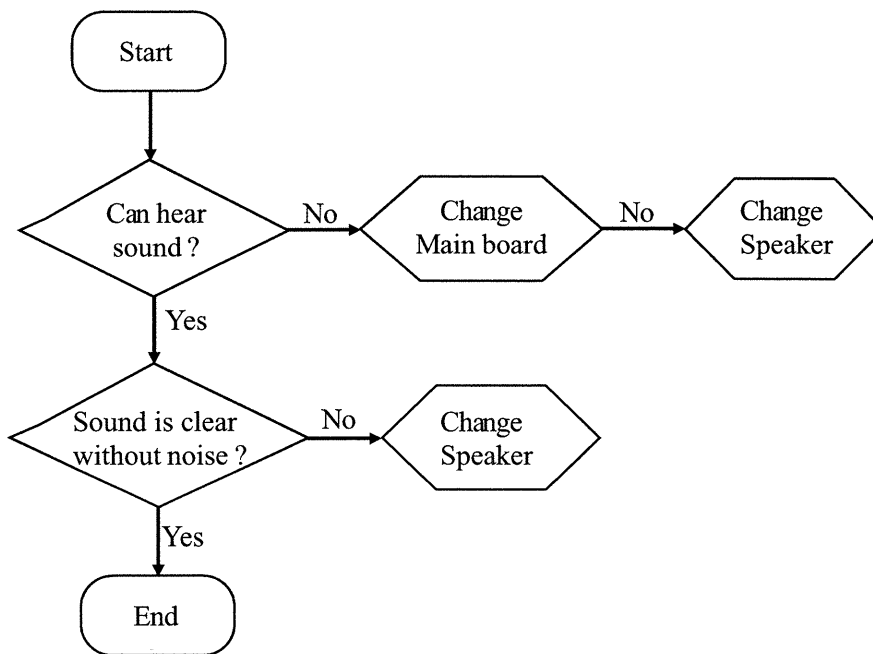 Start
Can hear
sound ?
No
Change
Main board
No
Change
Speaker
Yes
Sound is clear
without noise ?
No
Change
Speaker
Yes
End